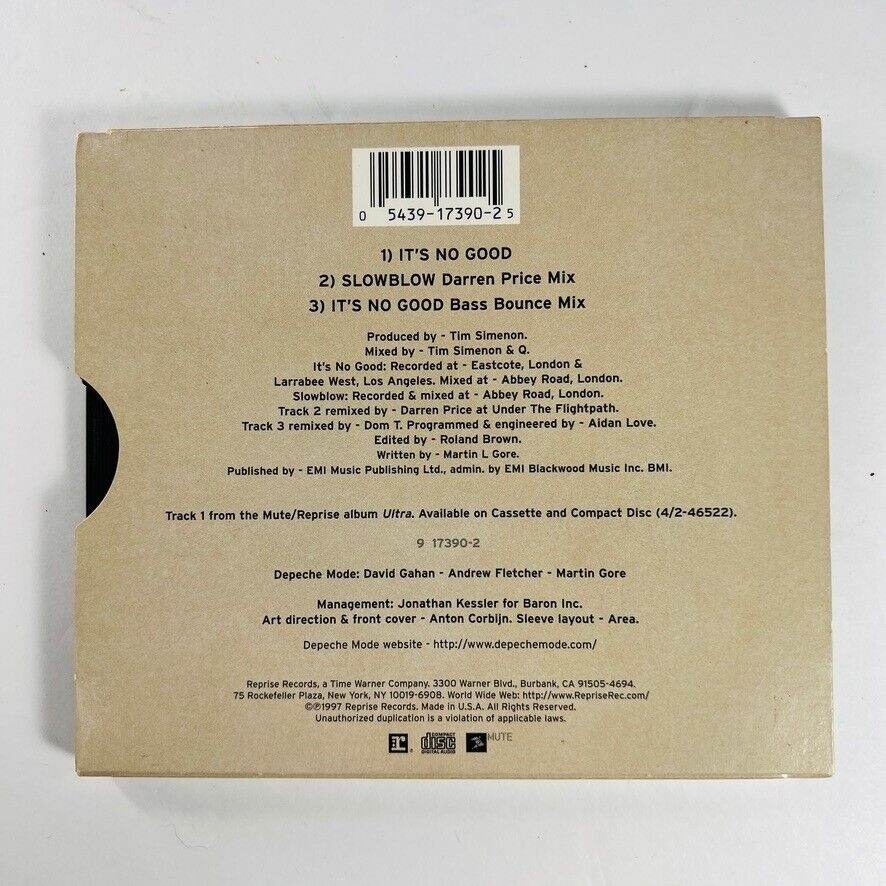 0 5439-17390-2 5
1) IT'S NO GOOD
2) SLOWBLOW Darren Price Mix
3) IT'S NO GOOD Bass Bounce Mix
Produced by - Tim Simenon.
Mixed by - Tim Simenon & Q.
It's No Good: Recorded at - Eastcote, London &
Larrabee West, Los Angeles. Mixed at - Abbey Road, London.
Slowblow: Recorded & mixed at - Abbey Road, London.
Track 2 remixed by - Darren Price at Under The Flightpath.
Track 3 remixed by - Dom T. Programmed & engineered by - Aidan Love.
Edited by - Roland Brown.
Written by - Martin L Gore.
Published by - EMI Music Publishing Ltd., admin. by EMI Blackwood Music Inc. BMI.
Track 1 from the Mute/Reprise album Ultra. Available on Cassette and Compact Disc (4/2-46522).
9 17390-2
Depeche Mode: David Gahan - Andrew Fletcher - Martin Gore
Management: Jonathan Kessler for Baron Inc.
Art direction & front cover - Anton Corbijn. Sleeve layout - Area.
Depeche Mode website - http://www.depechemode.com/
Reprise Records, a Time Warner Company. 3300 Warner Blvd., Burbank, CA 91505-4694.
75 Rockefeller Plaza, New York, NY 10019-6908. World Wide Web: http://www.RepriseRec.com/
©℗1997 Reprise Records. Made in U.S.A. All Rights Reserved.
Unauthorized duplication is a violation of applicable laws.
r ® COMPACT disc DIGITAL AUDIO MUTE